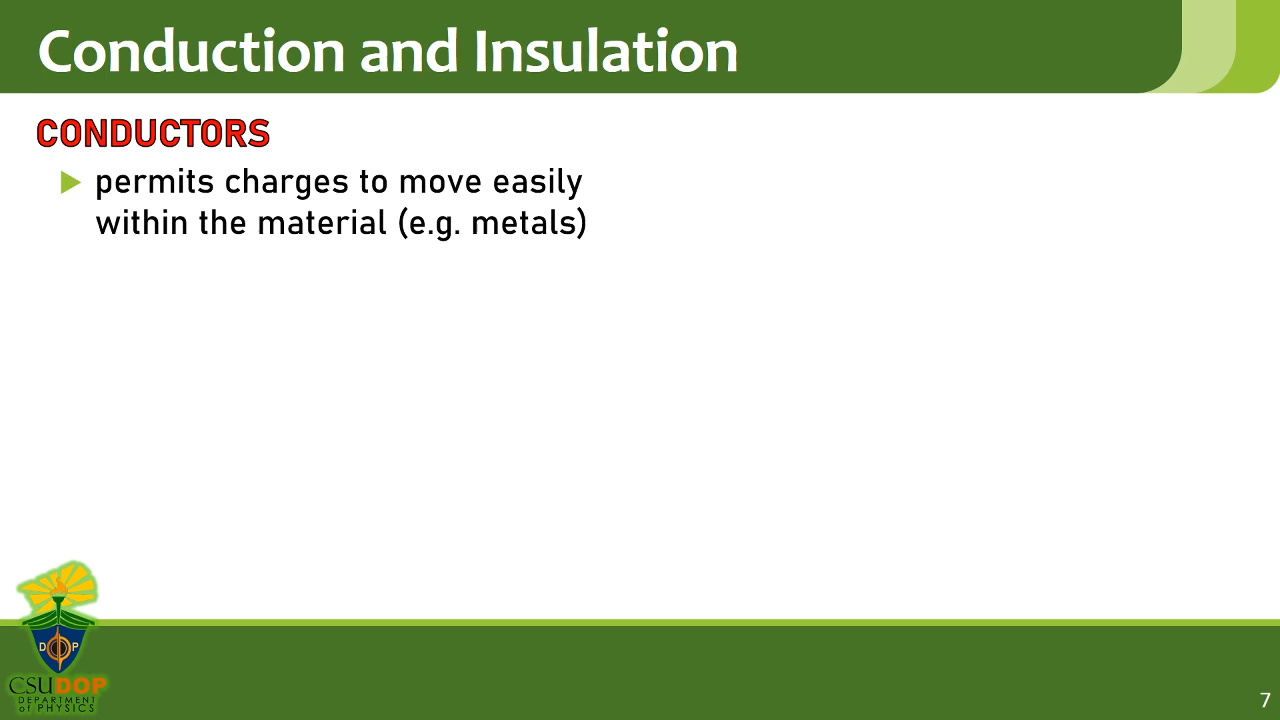 Conduction and Insulation
CONDUCTORS
permits charges to move easily
within the material (e.g. metals)
D P
CSUDOP
DEPARTMENT
of PHYSICS
7